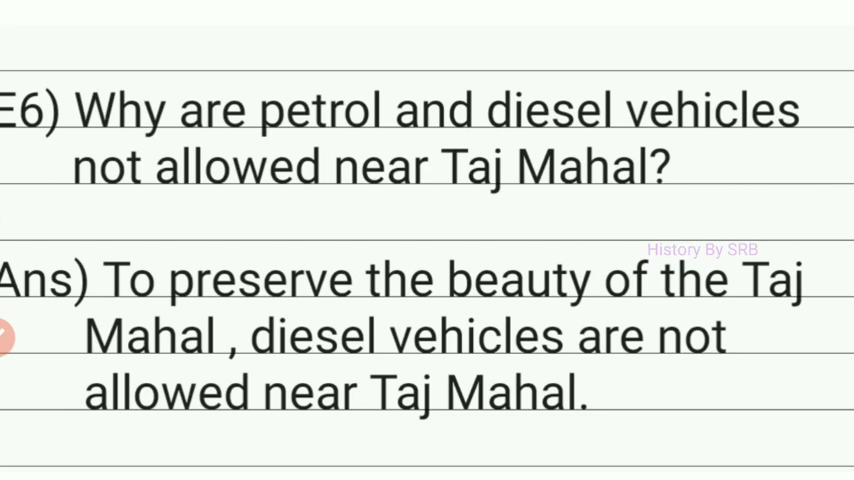 E6) Why are petrol and diesel vehicles
not allowed near Taj Mahal?
History By SRB
Ans) To preserve the beauty of the Taj
Mahal , diesel vehicles are not
allowed near Taj Mahal.